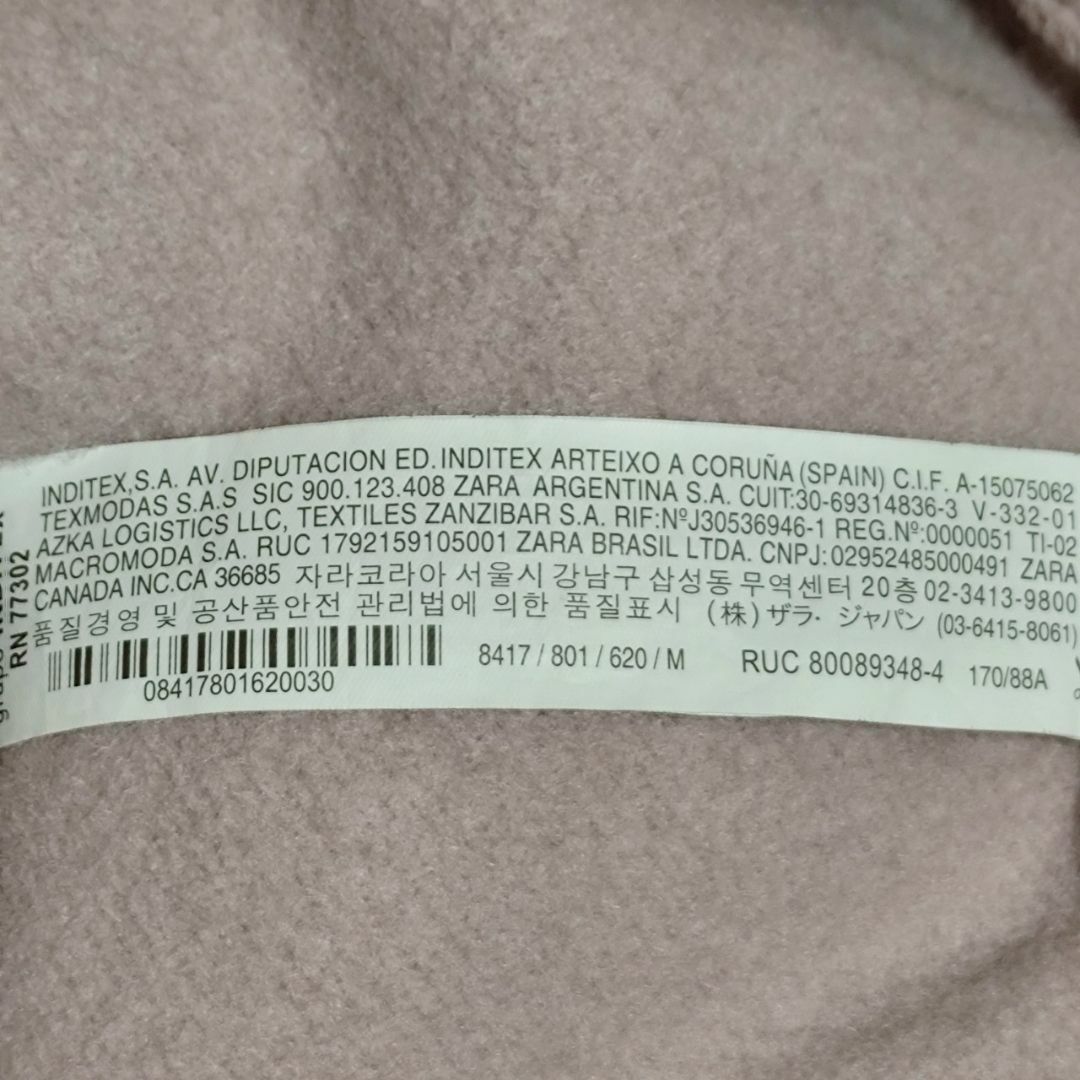 INDITEX,S.A. AV. DIPUTACION ED.INDITEX ARTEIXO A CORUÑA (SPAIN) C.I.F. A-15075062
TEXMODAS S.A.S SIC 900.123.408 ZARA ARGENTINA S.A. CUIT:30-69314836-3 V-332-01
AZKA LOGISTICS LLC, TEXTILES ZANZIBAR S.A. RIF:NºJ30536946-1 REG.Nº:0000051 TI-02
MACROMODA S.A. RUC 1792159105001 ZARA BRASIL LTDA. CNPJ:02952485000491 ZARA
CANADA INC.CA 36685 자라코리아 서울시 강남구 삼성동 무역센터 20층 02-3413-9800
품질경영 및 공산품안전 관리법에 의한 품질표시 (株) ザラ・ジャパン (03-6415-8061)
08417801620030
8417 / 801 / 620 / M RUC 80089348-4 170/88A
RN 77302